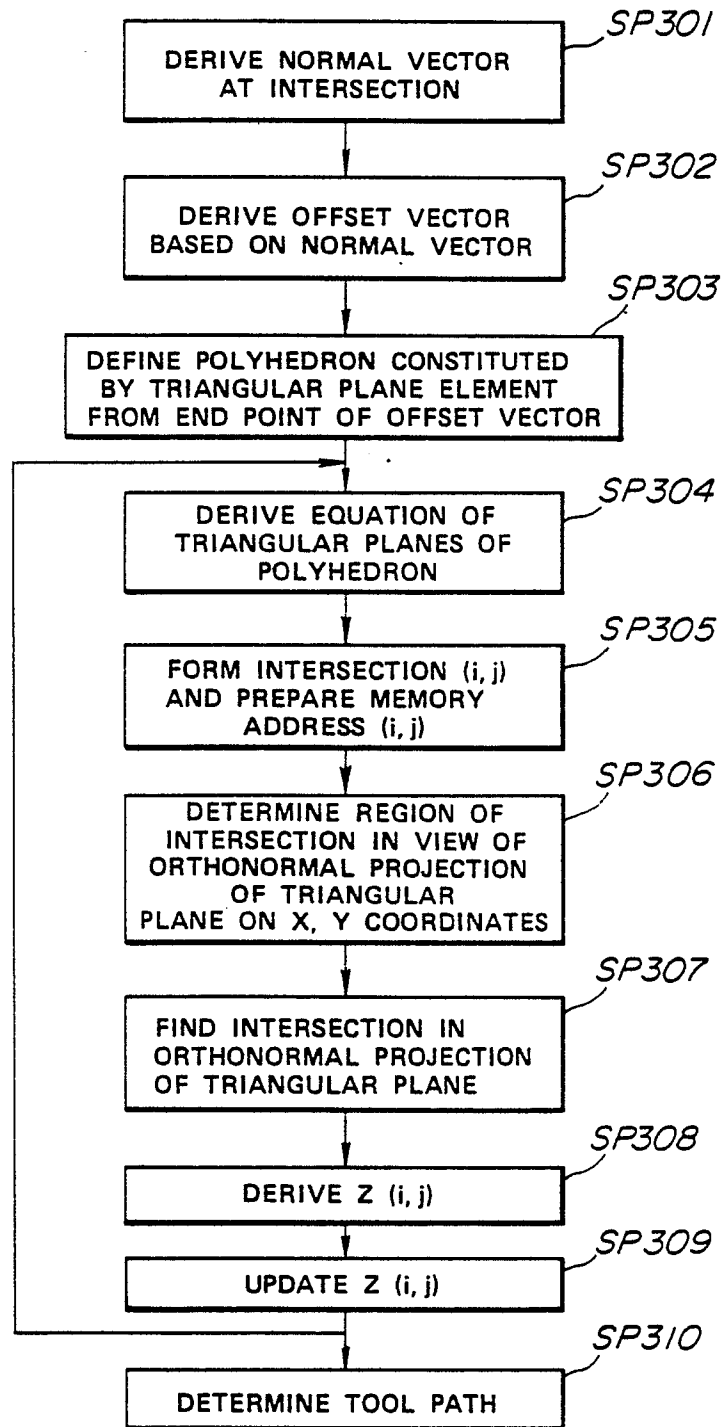 SP301
DERIVE NORMAL VECTOR
AT INTERSECTION
SP302
DERIVE OFFSET VECTOR
BASED ON NORMAL VECTOR
SP303
DEFINE POLYHEDRON CONSTITUTED
BY TRIANGULAR PLANE ELEMENT
FROM END POINT OF OFFSET VECTOR
SP304
DERIVE EQUATION OF
TRIANGULAR PLANES OF
POLYHEDRON
SP305
FORM INTERSECTION (i, j)
AND PREPARE MEMORY
ADDRESS (i, j)
SP306
DETERMINE REGION OF
INTERSECTION IN VIEW OF
ORTHONORMAL PROJECTION
OF TRIANGULAR
PLANE ON X, Y COORDINATES
SP307
FIND INTERSECTION IN
ORTHONORMAL PROJECTION
OF TRIANGULAR PLANE
SP308
DERIVE Z (i, j)
SP309
UPDATE Z (i, j)
SP310
DETERMINE TOOL PATH